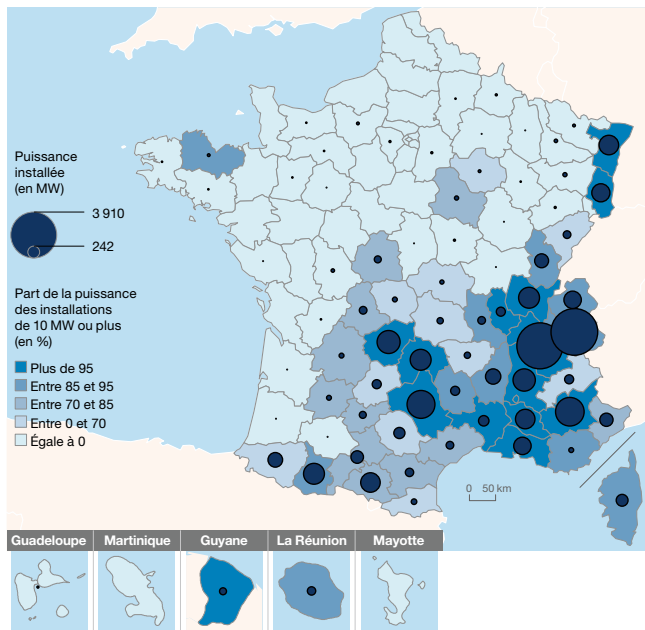 Puissance
installée
(en MW)
3 910
242
Part de la puissance
des installations
de 10 MW ou plus
(en %)
Plus de 95
Entre 85 et 95
Entre 70 et 85
Entre 0 et 70
Égale à 0
0 50 km
Guadeloupe Martinique Guyane La Réunion Mayotte